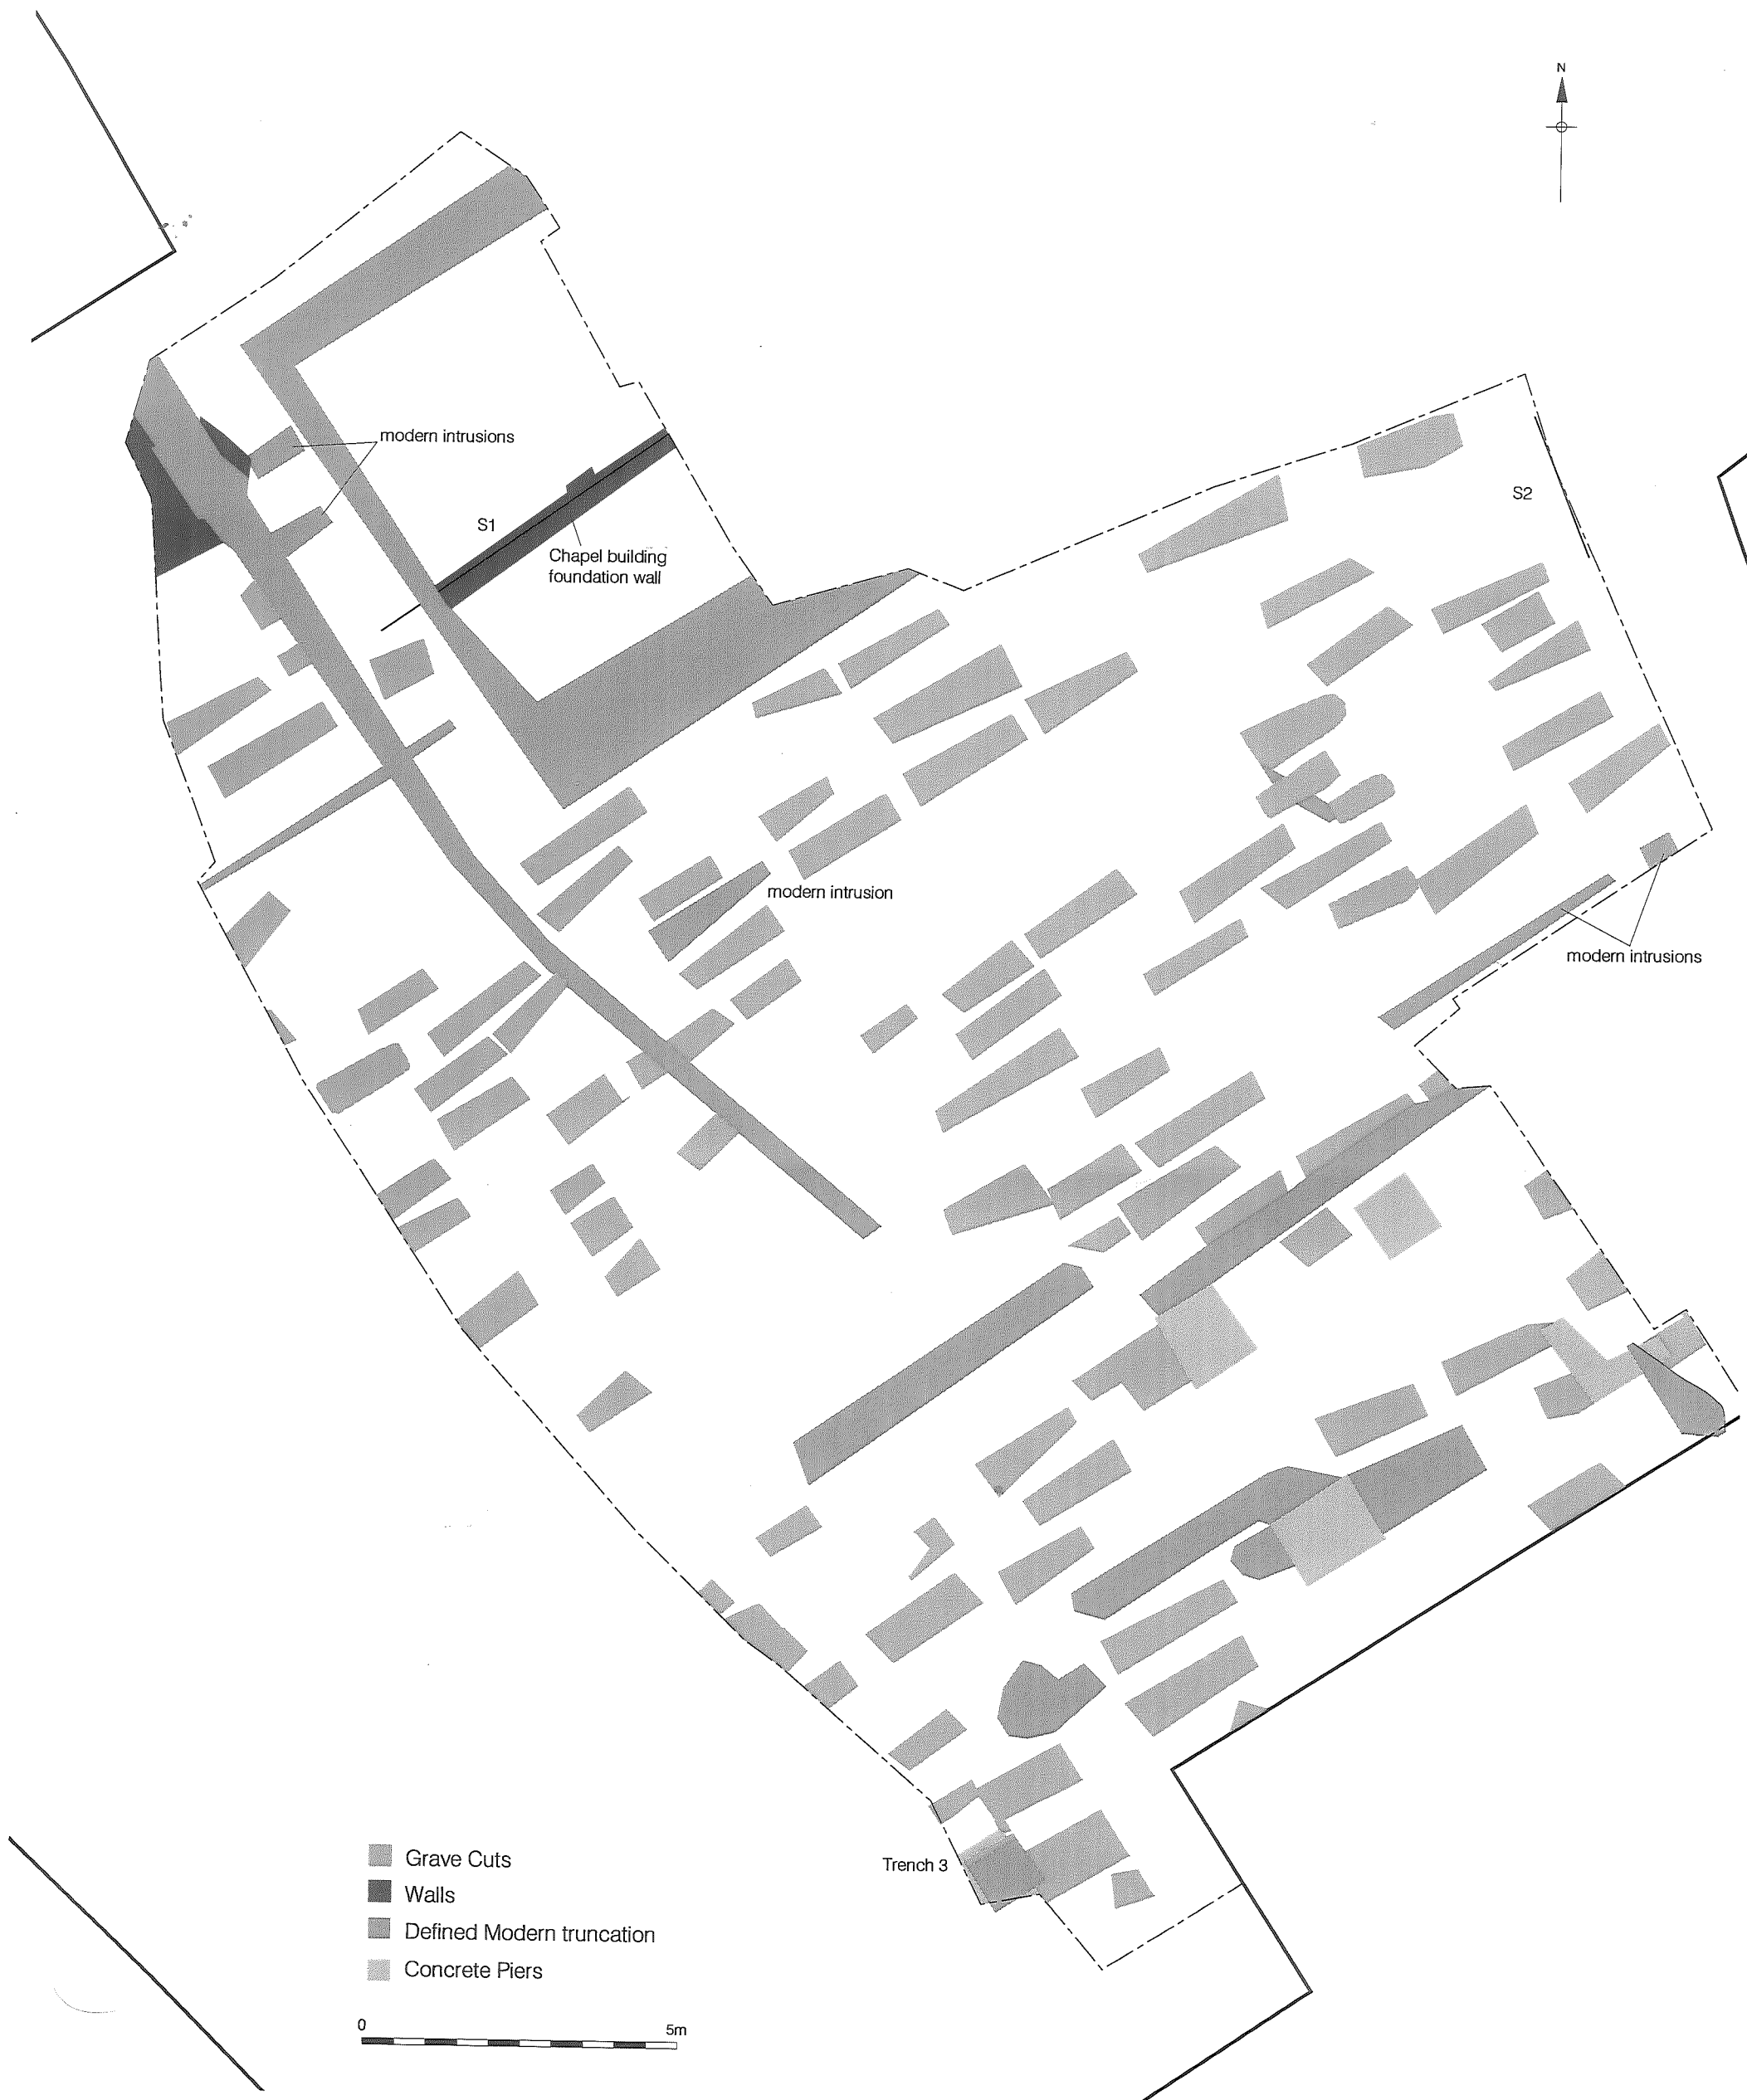 N
modern intrusions
S1
Chapel building
foundation wall
S2
modern intrusion
modern intrusions
Trench 3
Grave Cuts
Walls
Defined Modern truncation
Concrete Piers
0
5m